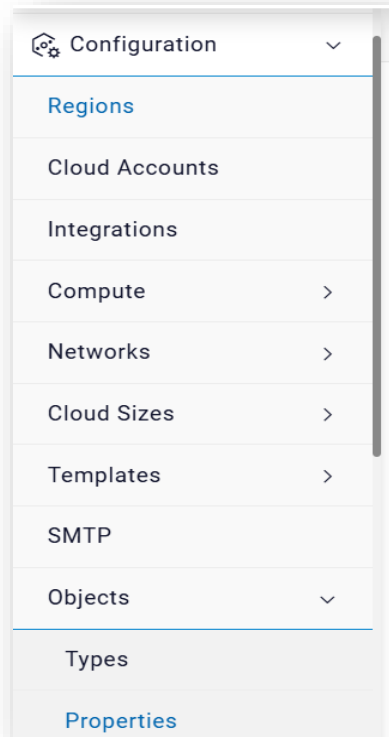 Configuration
Regions
Cloud Accounts
Integrations
Compute
Networks
Cloud Sizes
Templates
SMTP
Objects
Types
Properties